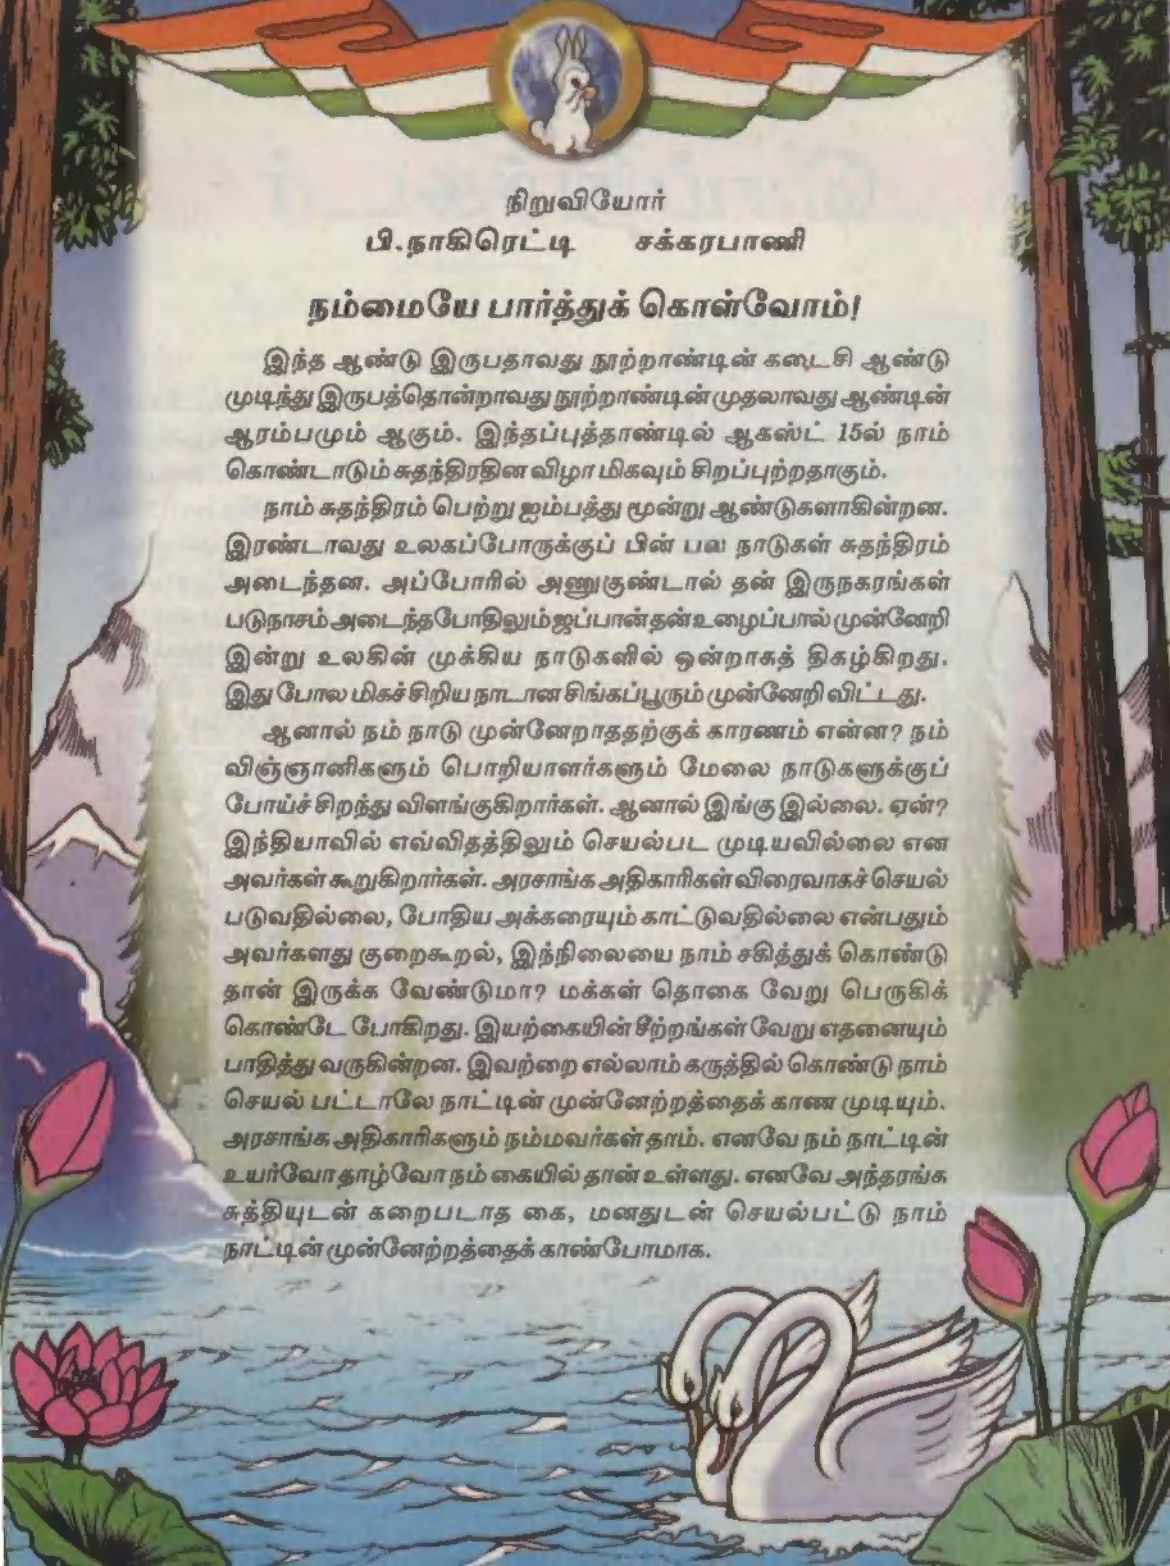 நிறுவியோர்
பி.நாகிரெட்டி சக்கரபாணி
நம்மையே பார்த்துக் கொள்வோம்!
இந்த ஆண்டு இருபதாவது நூற்றாண்டின் கடைசி ஆண்டு
முடிந்து இருபத்தொன்றாவது நூற்றாண்டின் முதலாவது ஆண்டின்
ஆரம்பமும் ஆகும். இந்தப்புத்தாண்டில் ஆகஸ்ட் 15ல் நாம்
கொண்டாடும் சுதந்திரதின விழா மிகவும் சிறப்புற்றதாகும்.
நாம் சுதந்திரம் பெற்று ஐம்பத்து மூன்று ஆண்டுகளாகின்றன.
இரண்டாவது உலகப்போருக்குப் பின் பல நாடுகள் சுதந்திரம்
அடைந்தன. அப்போரில் அணுகுண்டால் தன் இருநகரங்கள்
படுநாசம் அடைந்தபோதிலும் ஜப்பான் தன் உழைப்பால் முன்னேறி
இன்று உலகின் முக்கிய நாடுகளில் ஒன்றாகத் திகழ்கிறது.
இது போல மிகச்சிறிய நாடான சிங்கப்பூரும் முன்னேறி விட்டது.
ஆனால் நம் நாடு முன்னேறாததற்குக் காரணம் என்ன? நம்
விஞ்ஞானிகளும் பொறியாளர்களும் மேலை நாடுகளுக்குப்
போய்ச்சிறந்து விளங்குகிறார்கள். ஆனால் இங்கு இல்லை. ஏன்?
இந்தியாவில் எவ்விதத்திலும் செயல்பட முடியவில்லை என
அவர்கள் கூறுகிறார்கள். அரசாங்க அதிகாரிகள் விரைவாகச் செயல்
படுவதில்லை, போதிய அக்கரையும் காட்டுவதில்லை என்பதும்
அவர்களது குறைகூறல், இந்நிலையை நாம் சகித்துக் கொண்டு
தான் இருக்க வேண்டுமா? மக்கள் தொகை வேறு பெருகிக்
கொண்டே போகிறது. இயற்கையின் சீற்றங்கள் வேறு எதனையும்
பாதித்து வருகின்றன. இவற்றை எல்லாம் கருத்தில் கொண்டு நாம்
செயல் பட்டாலே நாட்டின் முன்னேற்றத்தைக் காண முடியும்.
அரசாங்க அதிகாரிகளும் நம்மவர்கள் தாம். எனவே நம் நாட்டின்
உயர்வோ தாழ்வோ நம் கையில் தான் உள்ளது. எனவே அந்தரங்க
சுத்தியுடன் கறைபடாத கை, மனதுடன் செயல்பட்டு நாம்
நாட்டின் முன்னேற்றத்தைக் காண்போமாக.